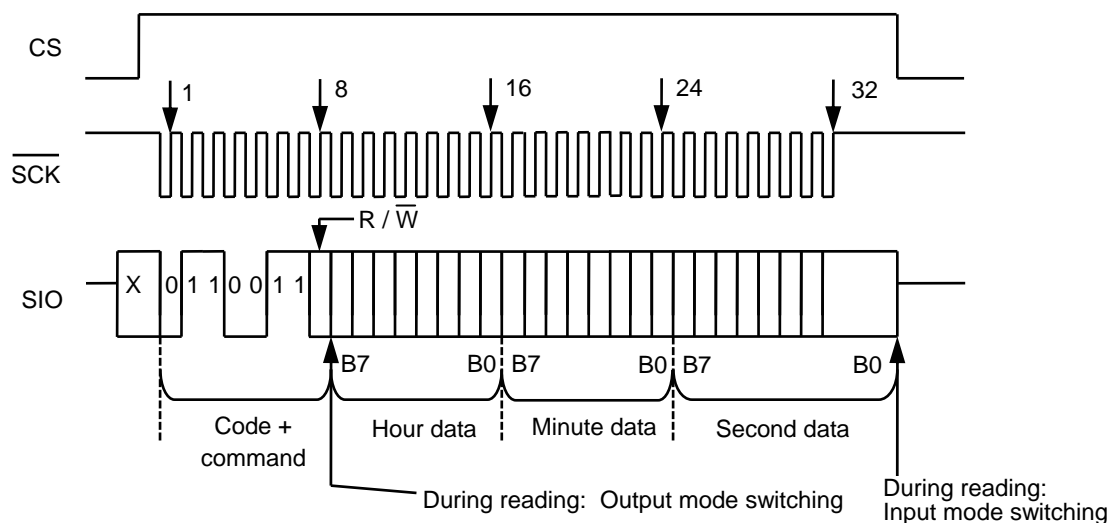 CS
1 8 16 24 32
SCK
R / W
SIO X 0 1 1 0 0 1 1
B7 B0 B7 B0 B7 B0
Code + command
Hour data Minute data Second data
During reading: Output mode switching
During reading:
Input mode switching